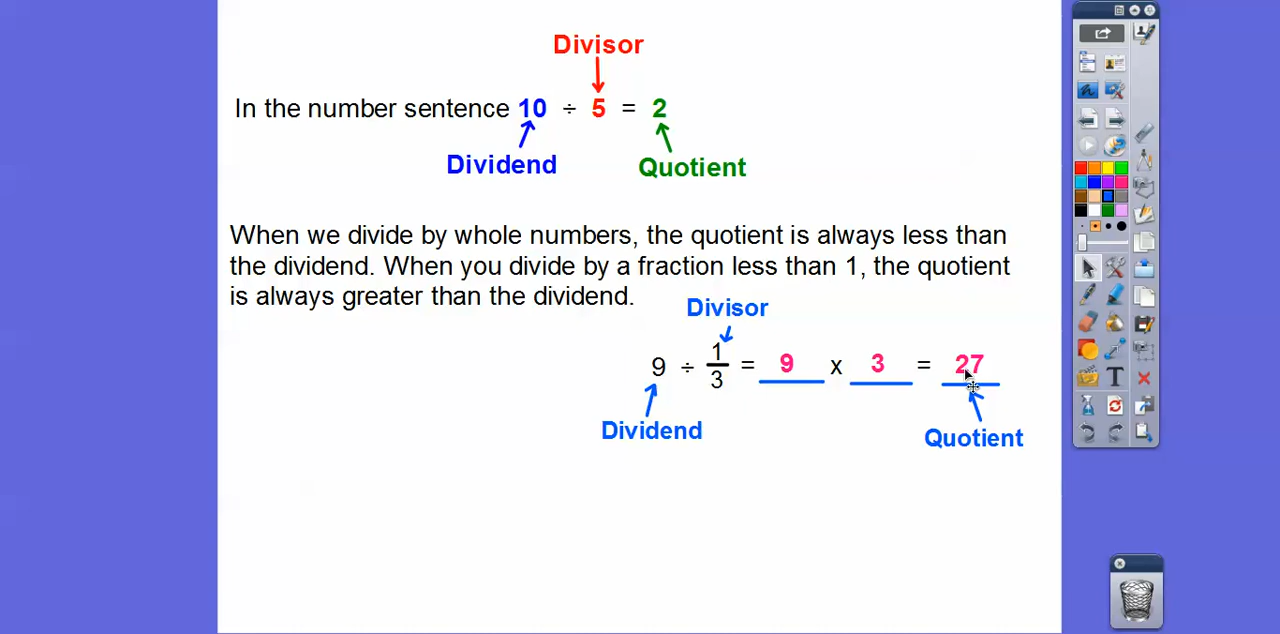 Divisor
In the number sentence 10 ÷ 5 = 2
Dividend Quotient
When we divide by whole numbers, the quotient is always less than
the dividend. When you divide by a fraction less than 1, the quotient
is always greater than the dividend.
Divisor
9 ÷ 1/3 = 9 x 3 = 27
Dividend
Quotient
T